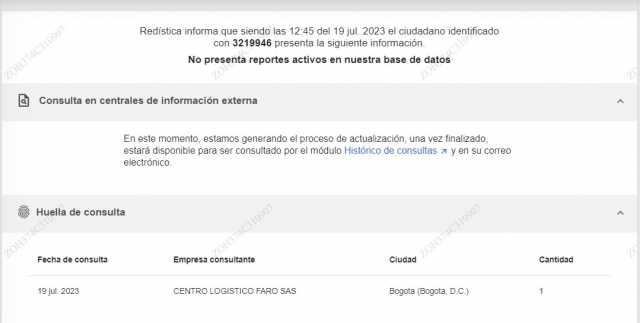 Redística informa que siendo las 12:45 del 19 jul. 2023 el ciudadano identificado
con 3219946 presenta la siguiente información.
No presenta reportes activos en nuestra base de datos
Consulta en centrales de información externa
En este momento, estamos generando el proceso de actualización, una vez finalizado,
estará disponible para ser consultado por el módulo Histórico de consultas ↗ y en su correo
electrónico.
Huella de consulta
Fecha de consulta Empresa consultante Ciudad Cantidad
19 jul. 2023 CENTRO LOGISTICO FARO SAS Bogota (Bogota, D.C.) 1